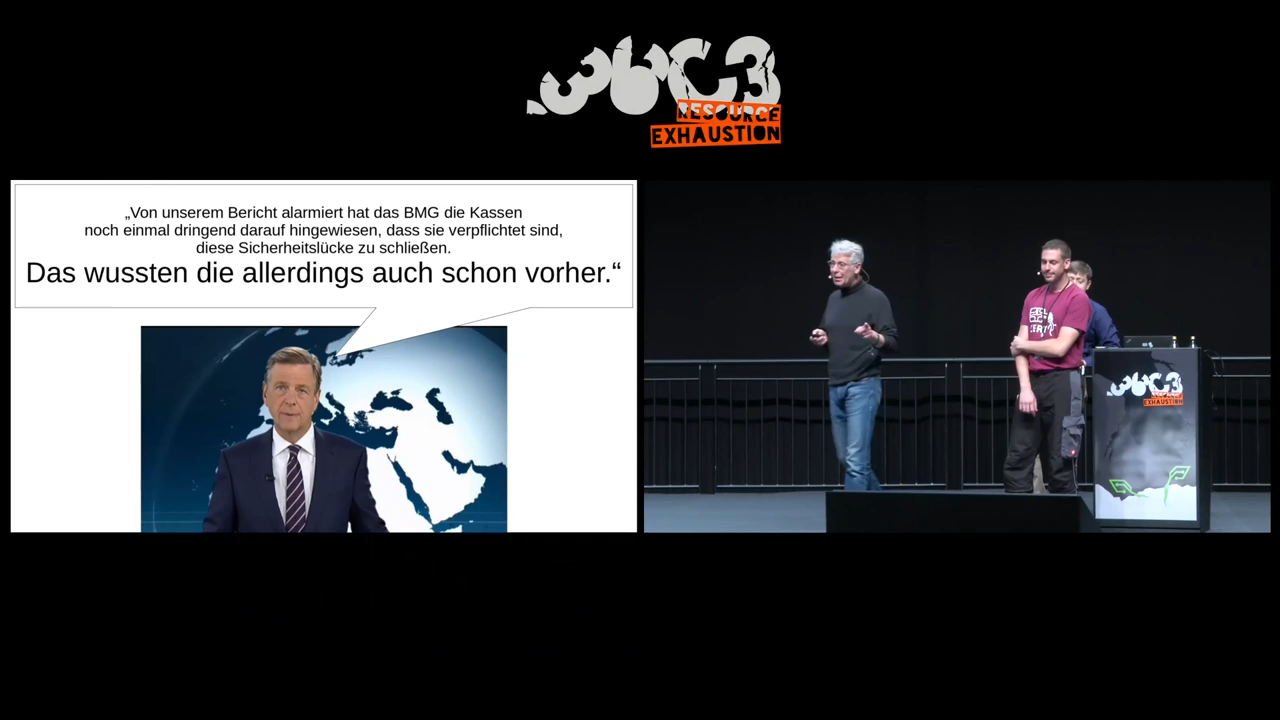 36C3
RESOURCE
EXHAUSTION
„Von unserem Bericht alarmiert hat das BMG die Kassen
noch einmal dringend darauf hingewiesen, dass sie verpflichtet sind,
diese Sicherheitslücke zu schließen.
Das wussten die allerdings auch schon vorher.“
36C3
EXHAUSTION